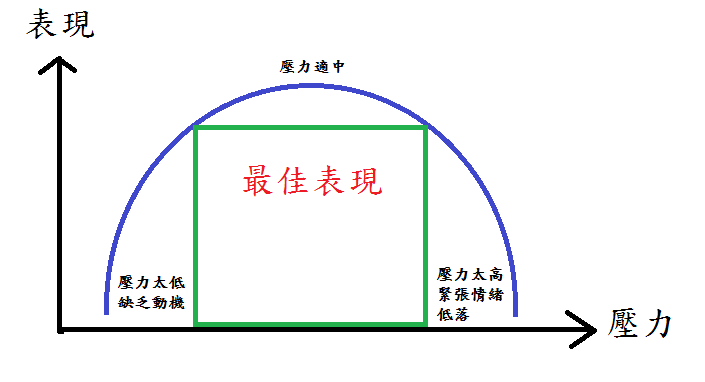 表現
壓力適中
最佳表現
壓力太低
缺乏動機
壓力太高
緊張情緒
低落
壓力